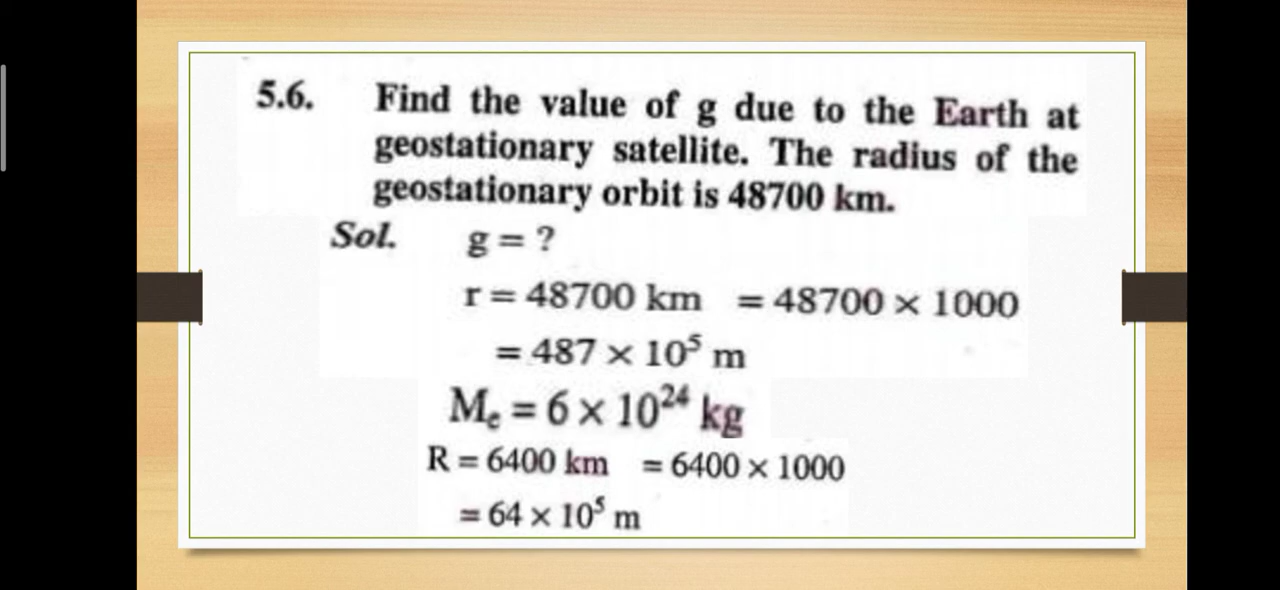 5.6. Find the value of g due to the Earth at
geostationary satellite. The radius of the
geostationary orbit is 48700 km.
Sol. g = ?
r = 48700 km = 48700 × 1000
= 487 × 10⁵ m
Mₑ = 6 × 10²⁴ kg
R = 6400 km = 6400 × 1000
= 64 × 10⁵ m